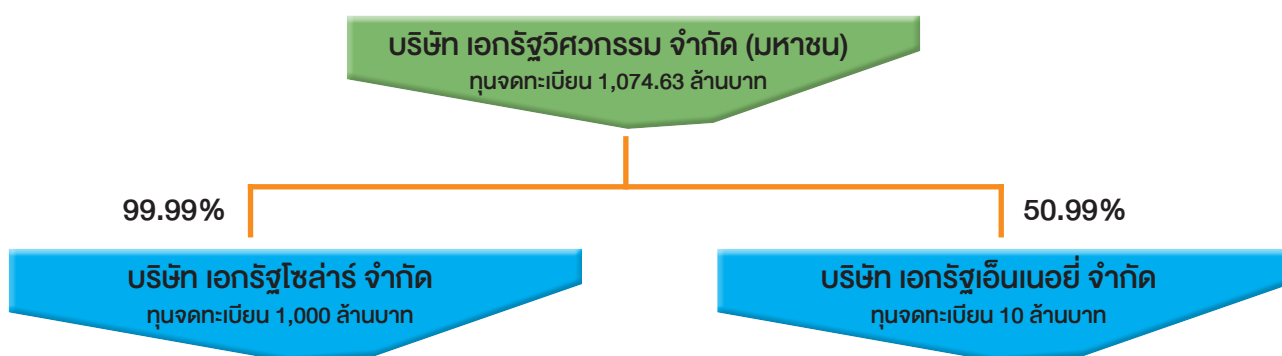 บริษัท เอกรัฐวิศวกรรม จำกัด (มหาชน)
ทุนจดทะเบียน 1,074.63 ล้านบาท
99.99%
50.99%
บริษัท เอกรัฐโซล่าร์ จำกัด
ทุนจดทะเบียน 1,000 ล้านบาท
บริษัท เอกรัฐเอ็นเนอยี่ จำกัด
ทุนจดทะเบียน 10 ล้านบาท